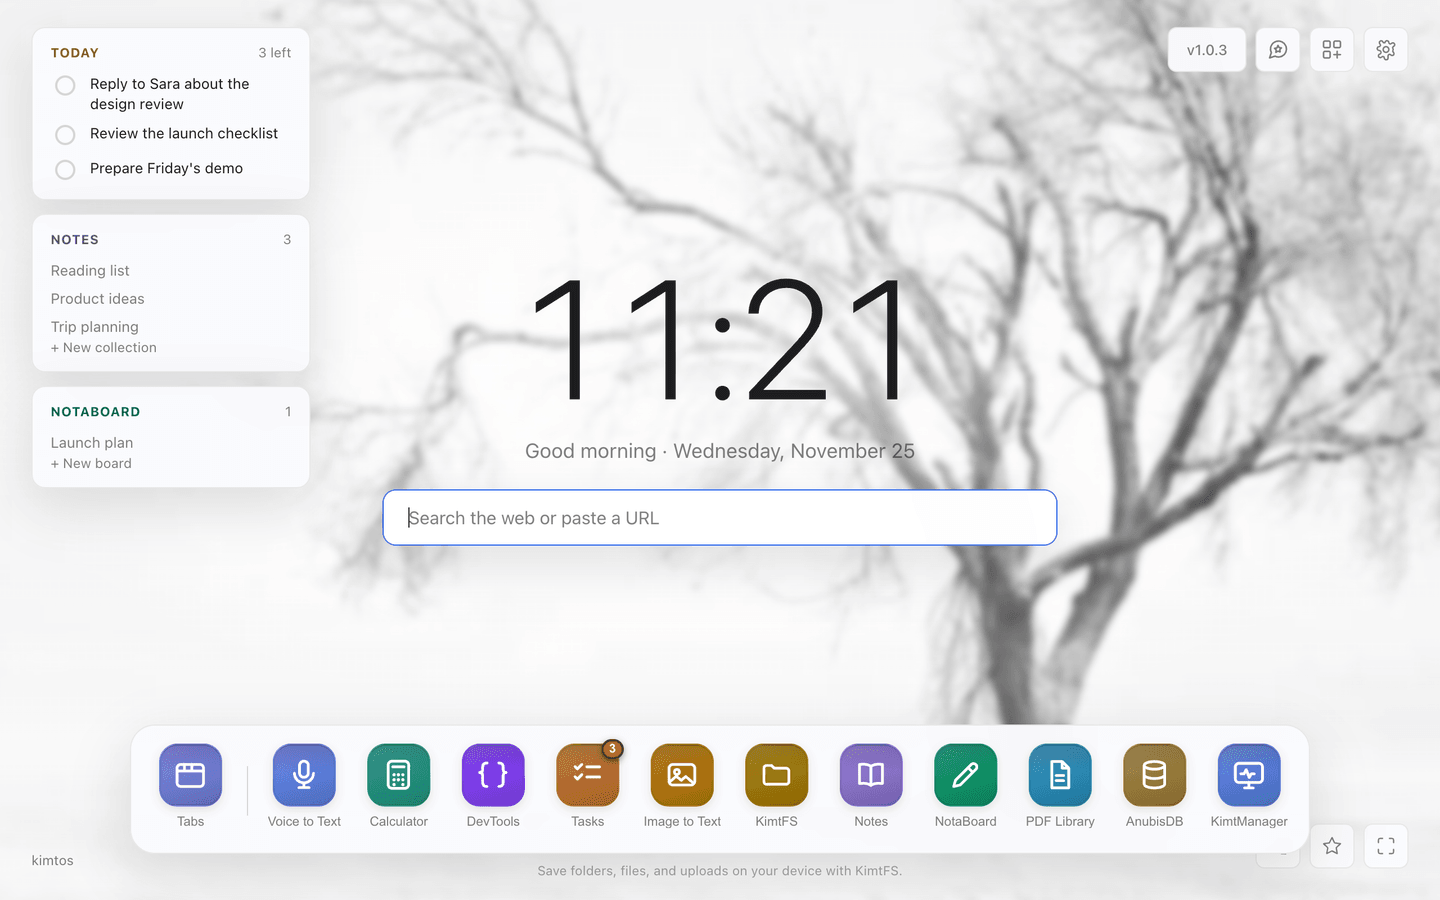 TODAY
3 left
Reply to Sara about the
design review
Review the launch checklist
Prepare Friday's demo
NOTES
3
Reading list
Product ideas
Trip planning
+ New collection
NOTABOARD
1
Launch plan
+ New board
v1.0.3
11:21
Good morning · Wednesday, November 25
Search the web or paste a URL
3
Tabs
Voice to Text
Calculator
DevTools
Tasks
Image to Text
KimtFS
Notes
NotaBoard
PDF Library
AnubisDB
KimtManager
kimtos
Save folders, files, and uploads on your device with KimtFS.